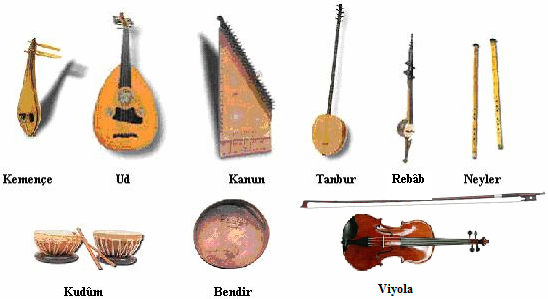 Kemençe Ud Kanun Tanbur Rebâb Neyler
Kudûm Bendir Viyola